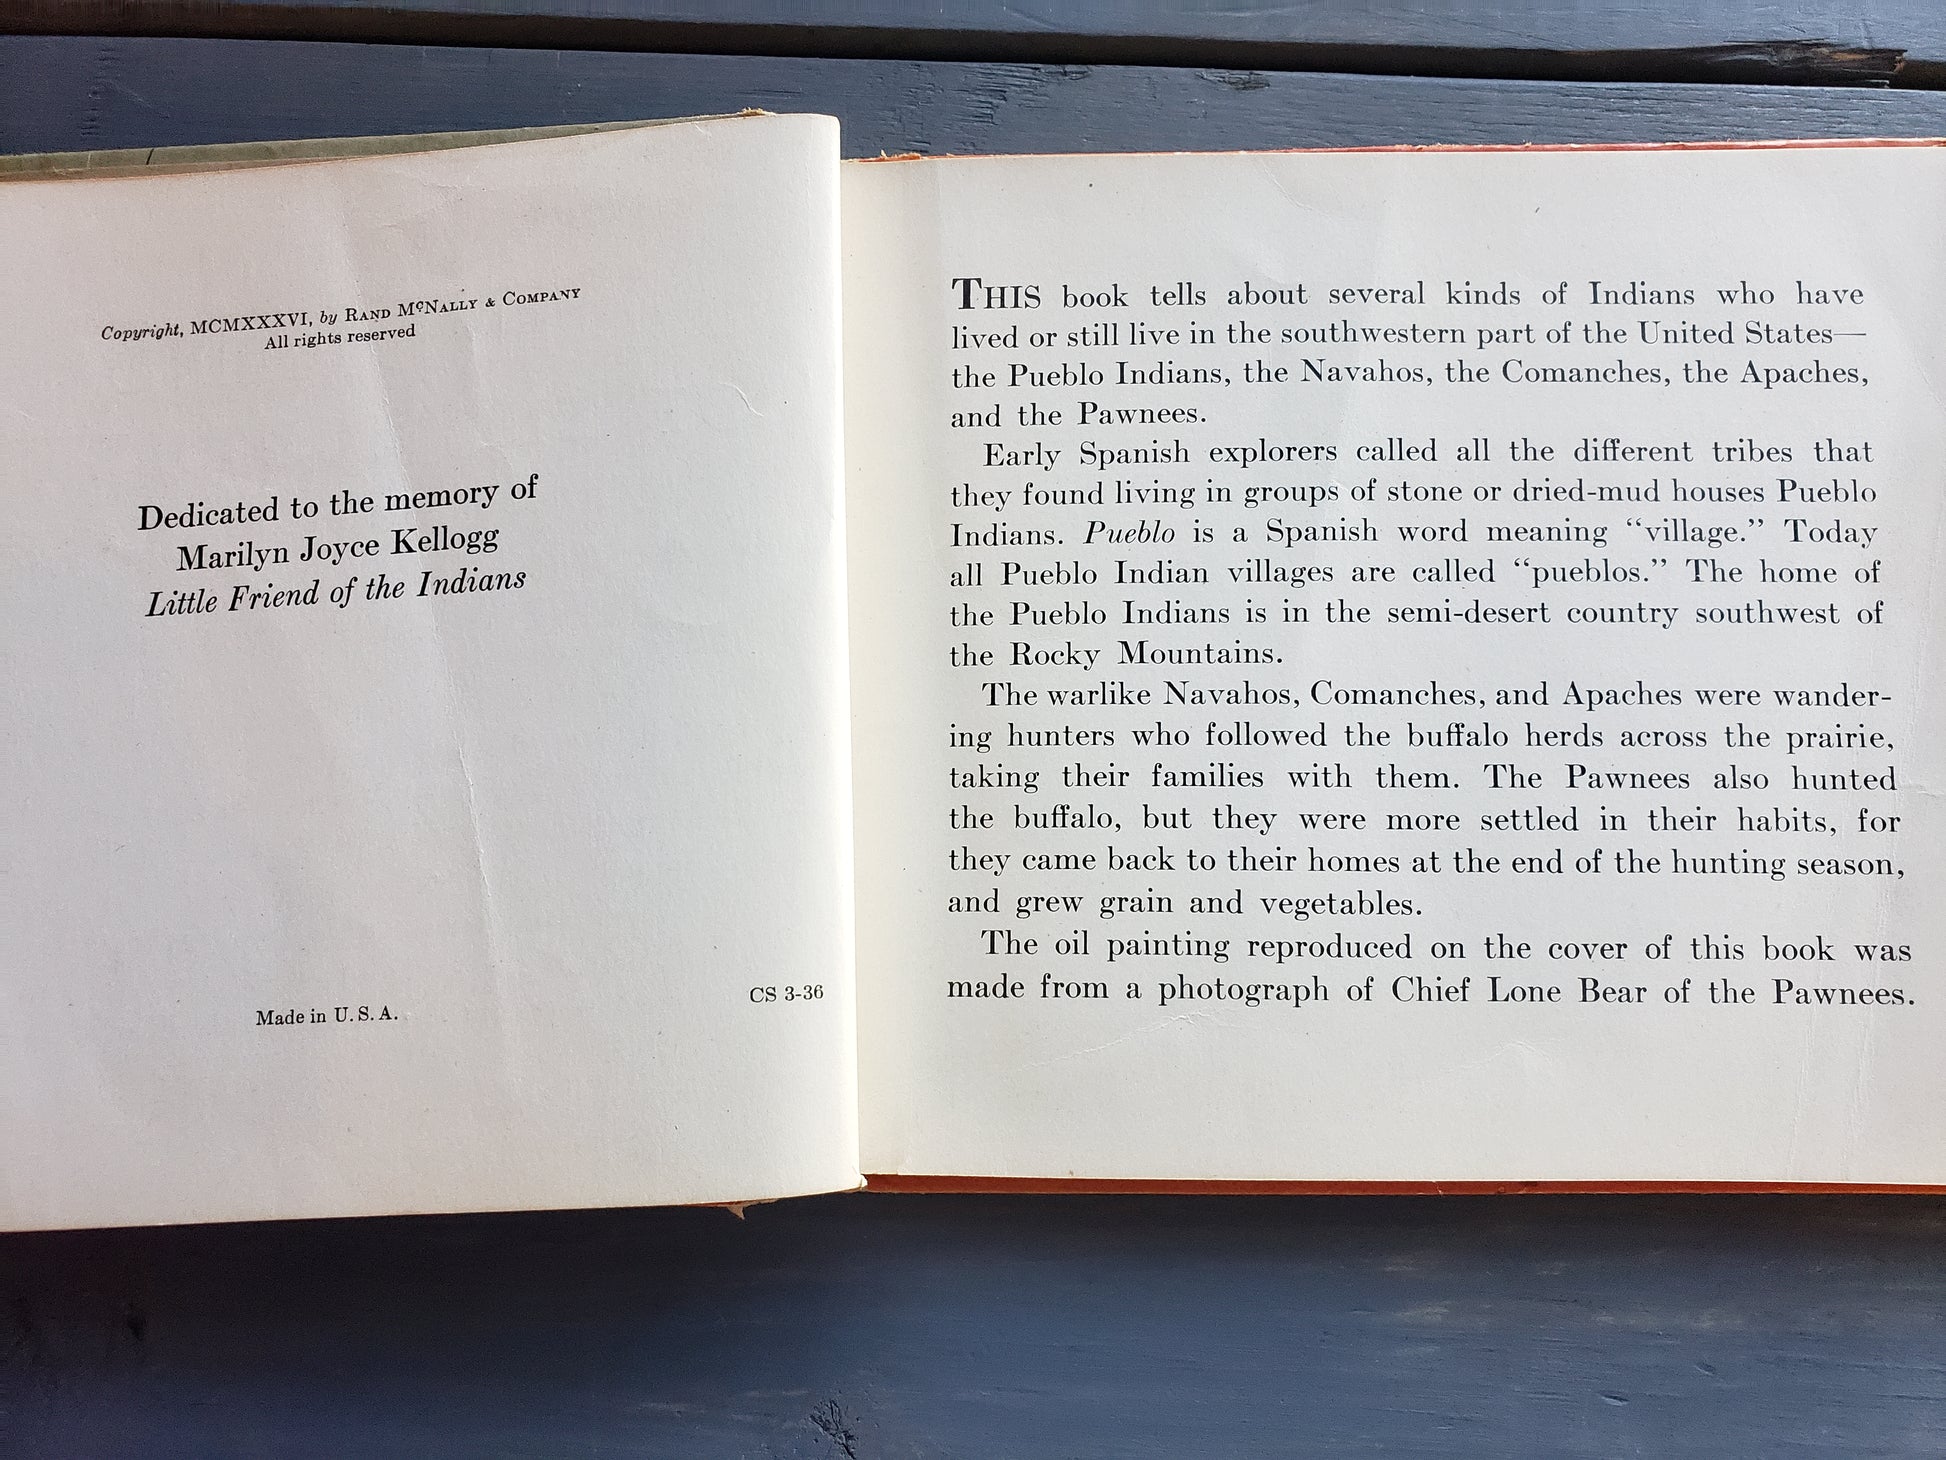 Copyright, MCMXXXVI, by RAND MCNALLY & COMPANY
All rights reserved
Dedicated to the memory of
Marilyn Joyce Kellogg
Little Friend of the Indians
CS 3-36
Made in U. S. A.
THIS book tells about several kinds of Indians who have
lived or still live in the southwestern part of the United States—
the Pueblo Indians, the Navahos, the Comanches, the Apaches,
and the Pawnees.
Early Spanish explorers called all the different tribes that
they found living in groups of stone or dried-mud houses Pueblo
Indians. Pueblo is a Spanish word meaning “village.” Today
all Pueblo Indian villages are called “pueblos.” The home of
the Pueblo Indians is in the semi-desert country southwest of
the Rocky Mountains.
The warlike Navahos, Comanches, and Apaches were wander-
ing hunters who followed the buffalo herds across the prairie,
taking their families with them. The Pawnees also hunted
the buffalo, but they were more settled in their habits, for
they came back to their homes at the end of the hunting season,
and grew grain and vegetables.
The oil painting reproduced on the cover of this book was
made from a photograph of Chief Lone Bear of the Pawnees.